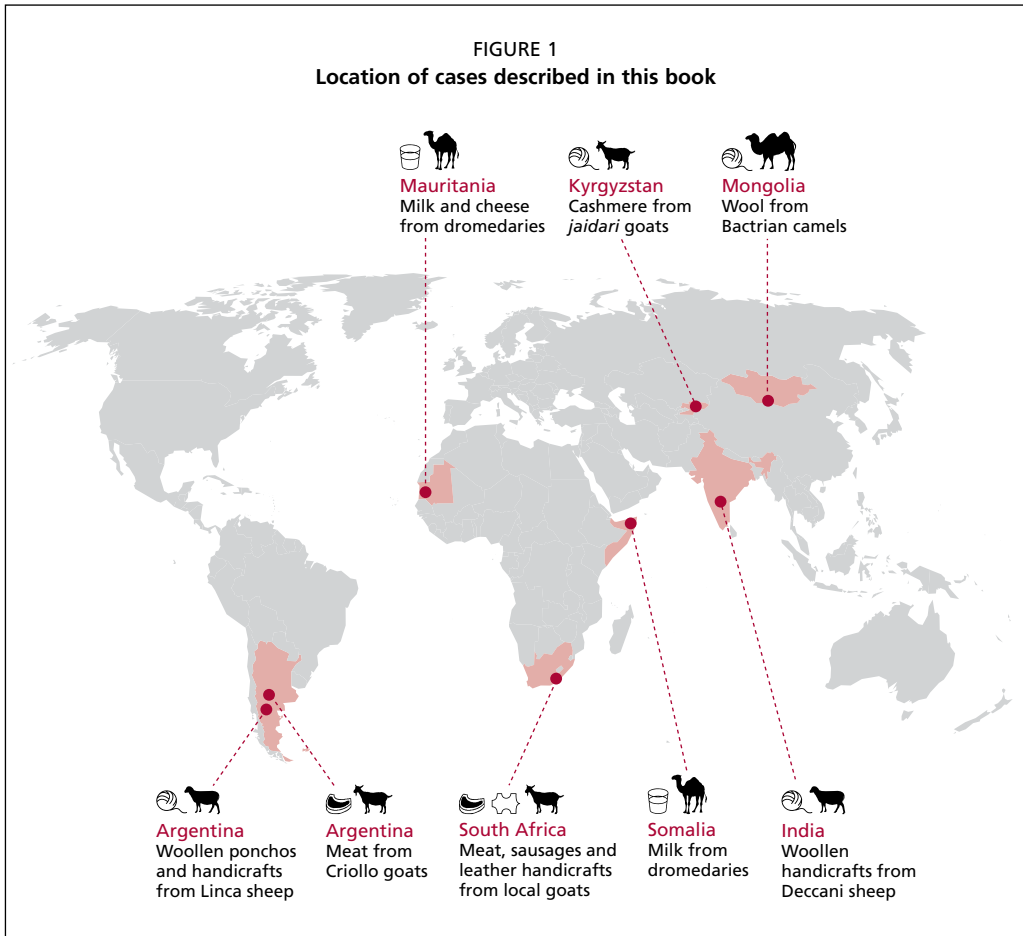 FIGURE 1
Location of cases described in this book
Mauritania
Milk and cheese
from dromedaries
Kyrgyzstan
Cashmere from
jaidari goats
Mongolia
Wool from
Bactrian camels
Argentina
Woollen ponchos
and handicrafts
from Linca sheep
Argentina
Meat from
Criollo goats
South Africa
Meat, sausages and
leather handicrafts
from local goats
Somalia
Milk from
dromedaries
India
Woollen
handicrafts from
Deccani sheep